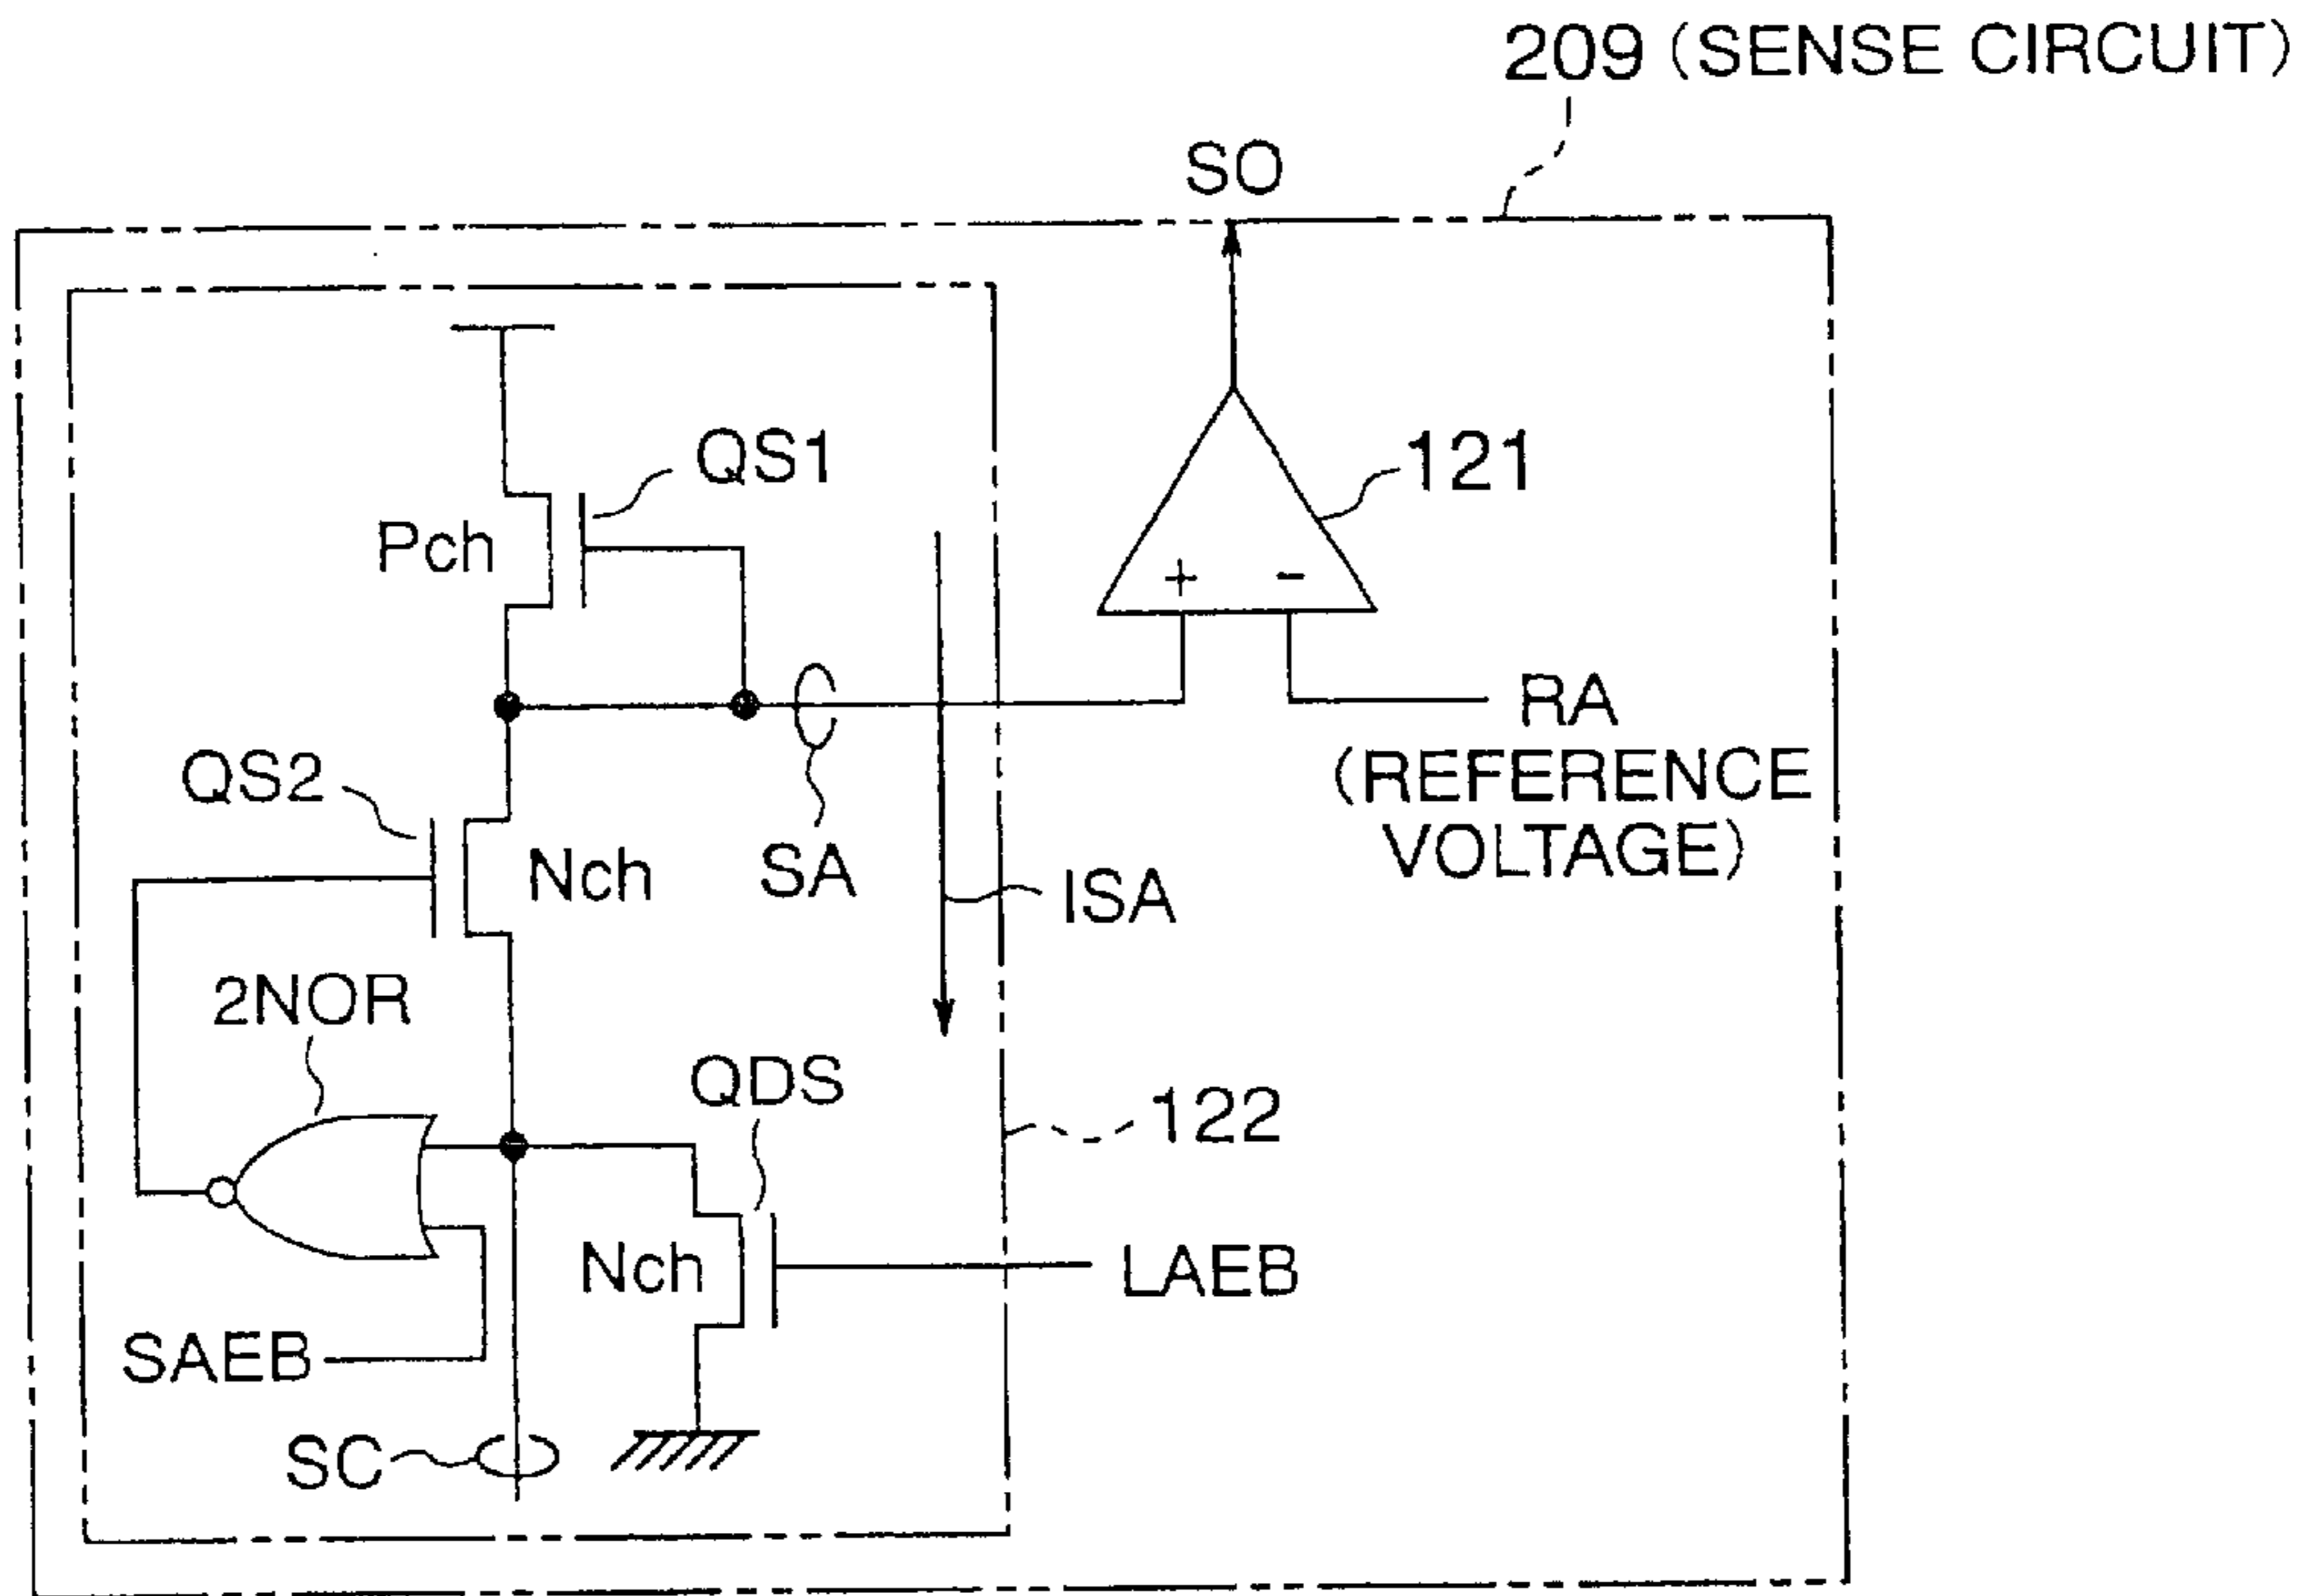 209 (SENSE CIRCUIT)
SO
QS1
121
Pch
+ -
RA
(REFERENCE
VOLTAGE)
QS2
Nch
SA
ISA
2NOR
QDS
122
Nch
LAEB
SAEB
SC